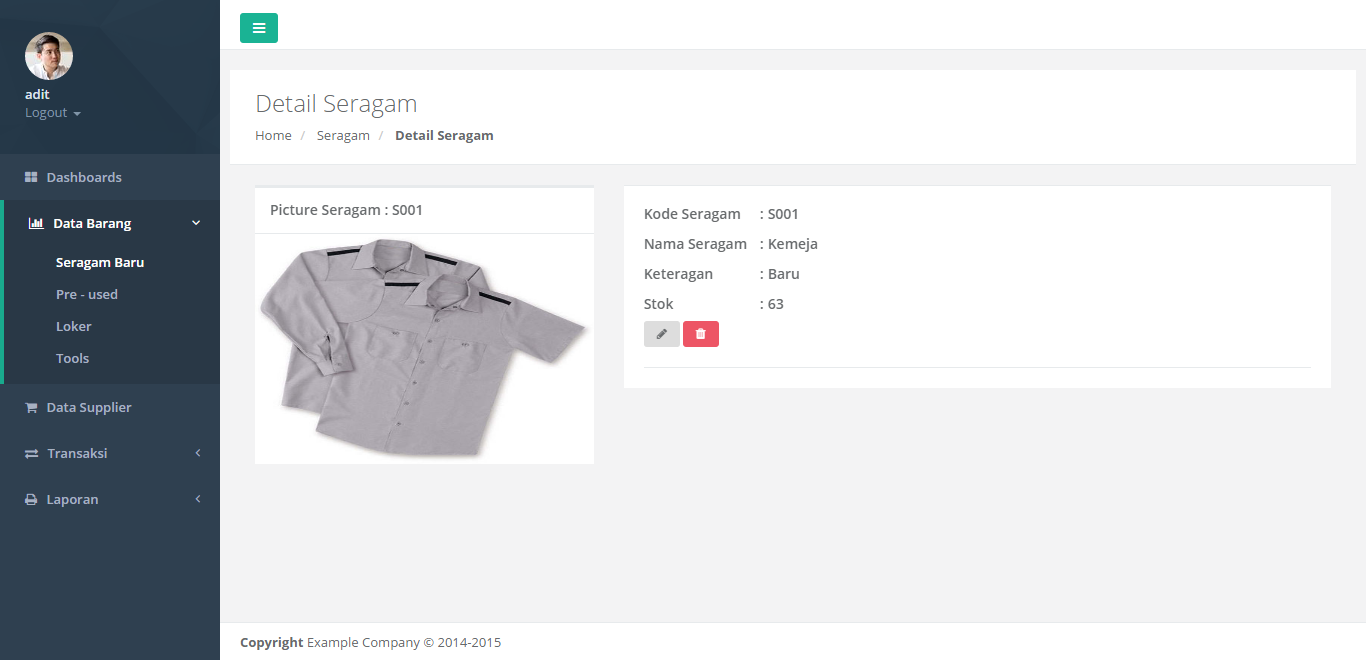 adit
Logout
Dashboards
Data Barang
Seragam Baru
Pre - used
Loker
Tools
Data Supplier
Transaksi
Laporan
Detail Seragam
Home / Seragam / Detail Seragam
Picture Seragam : S001
Kode Seragam : S001
Nama Seragam : Kemeja
Keteragan : Baru
Stok : 63
Copyright Example Company © 2014-2015